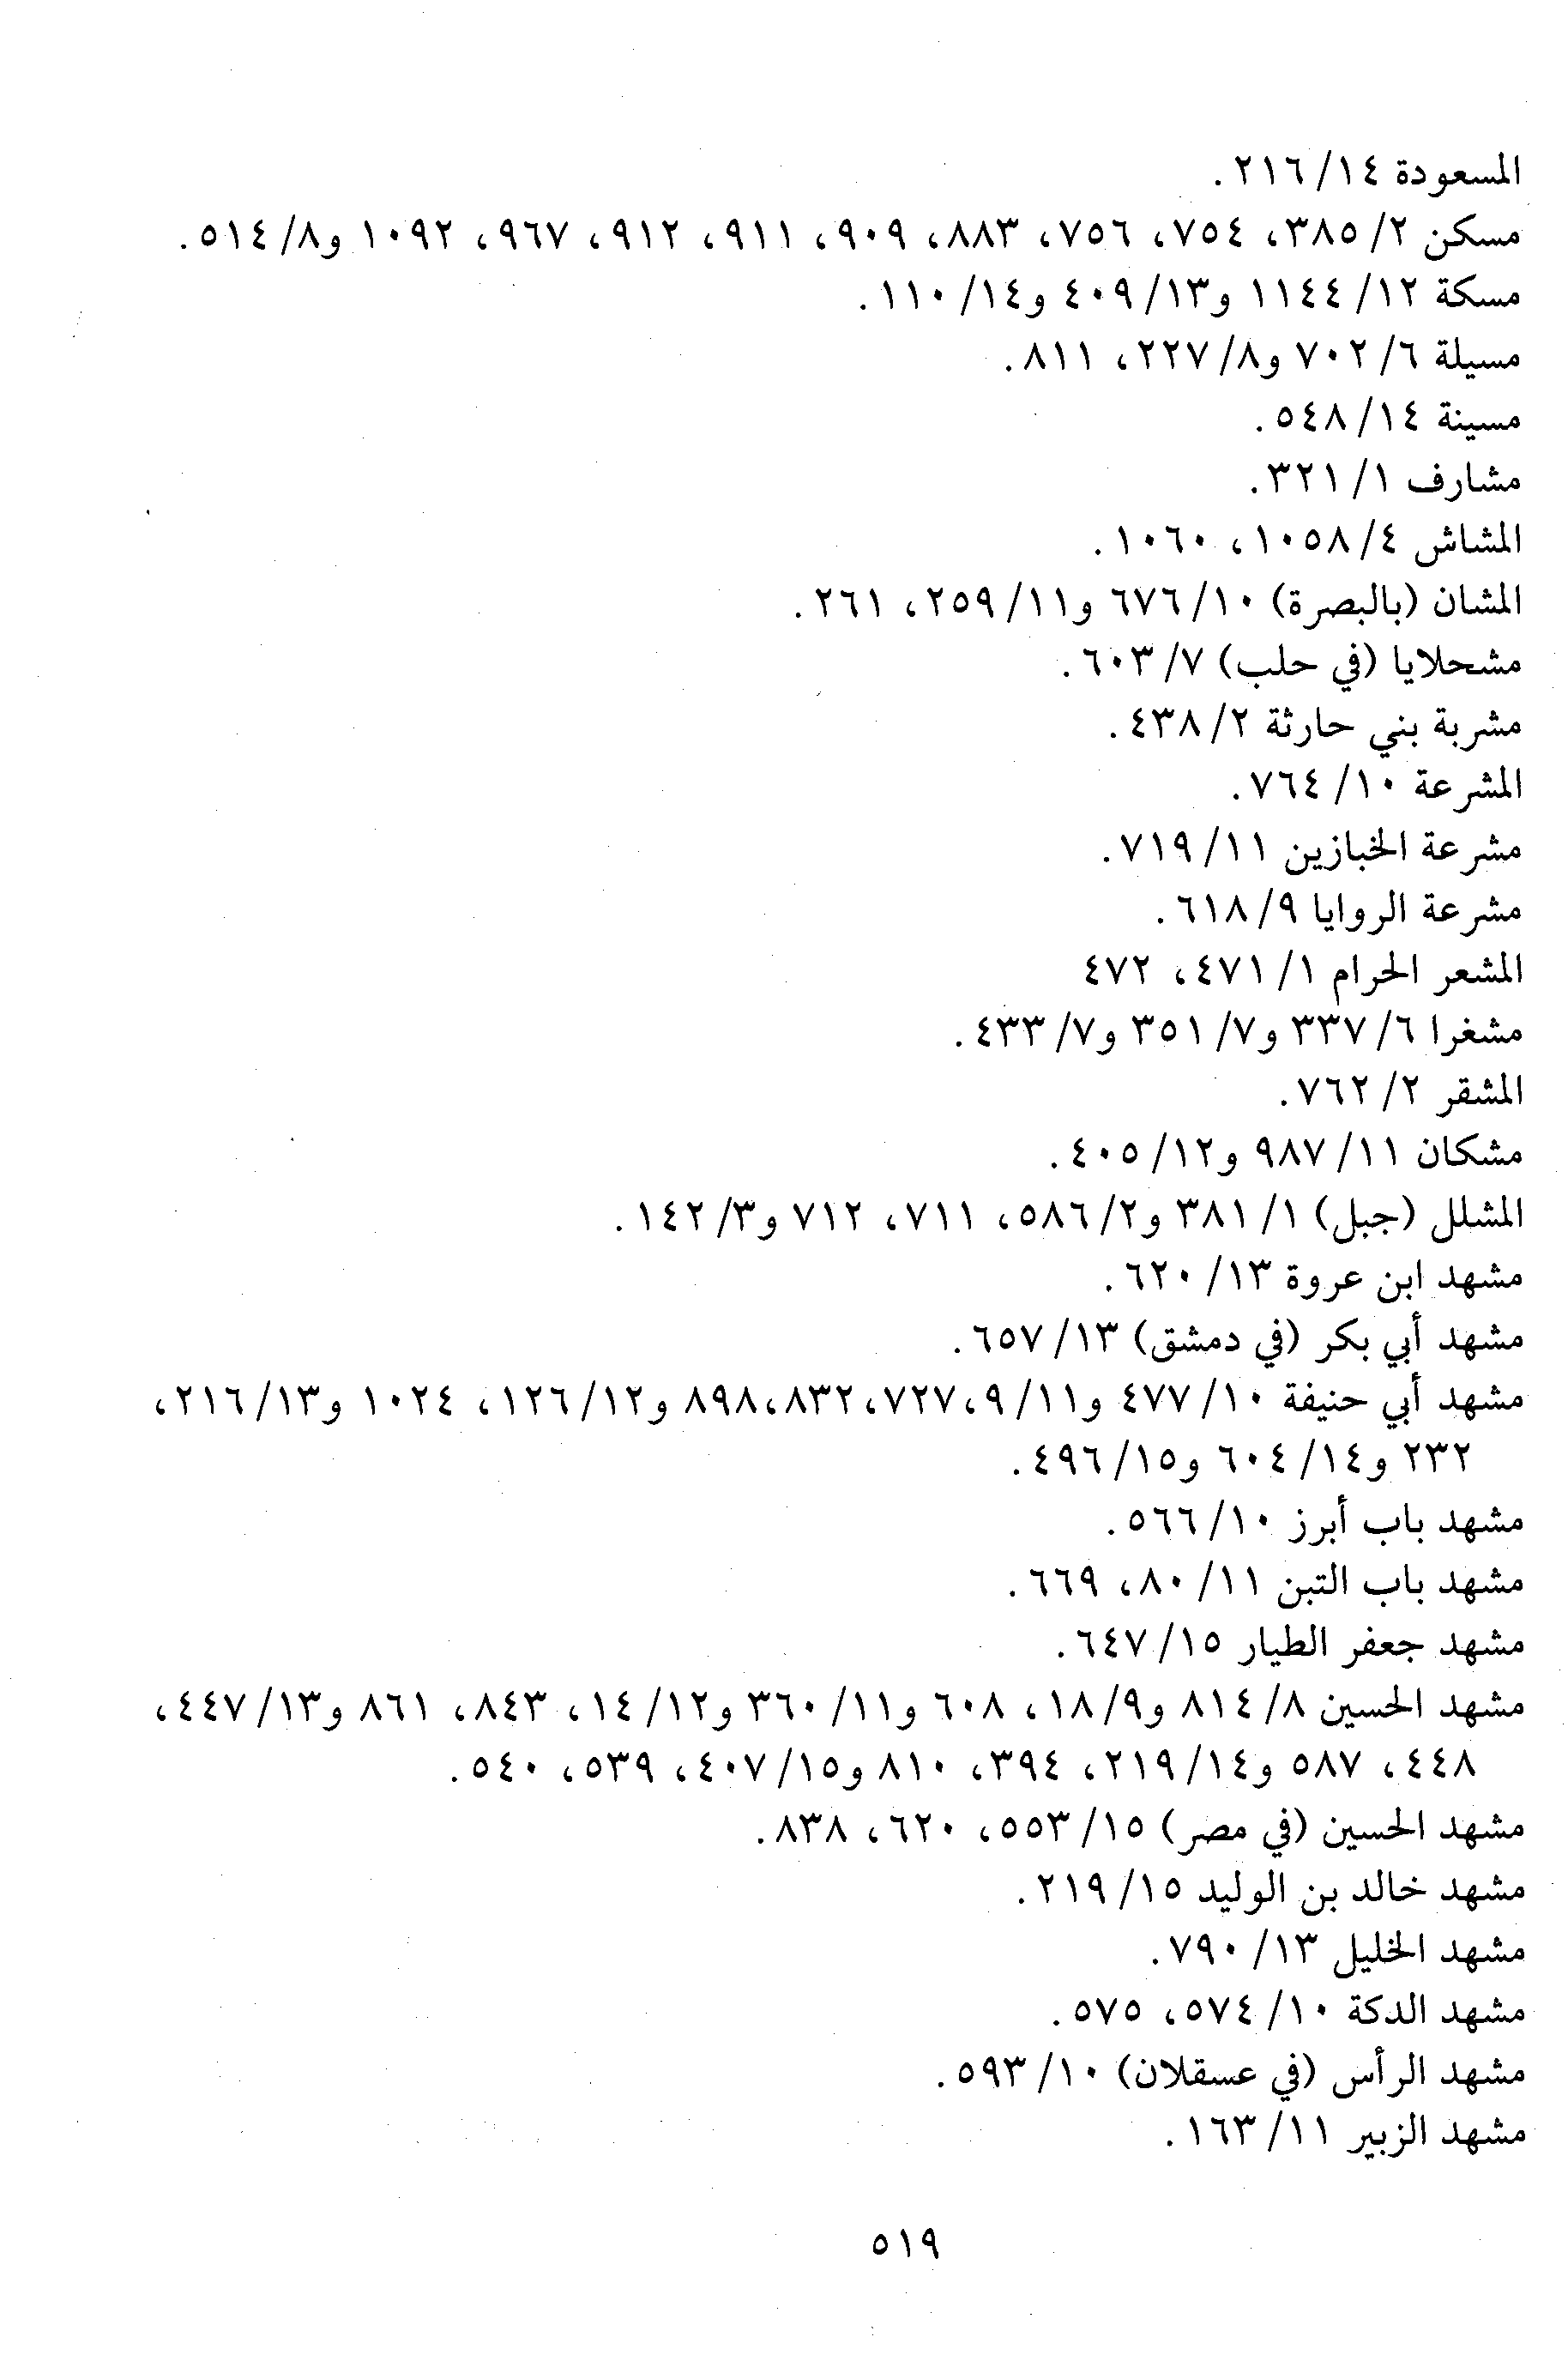 المسعودة ١٤/ ٢١٦.
مسكن ٢/ ٣٨٥، ٧٥٤، ٧٥٦، ٨٨٣، ٩٠٩، ٩١١، ٩١٢، ٩٦٧، ١٠٩٢ و٨/ ٥١٤.
مسكة ١٢/ ١١٤٤ و١٣/ ٤٠٩ و١٤/ ١١٠.
مسيلة ٦/ ٧٠٢ و٨/ ٢٢٧، ٨١١.
مسينة ١٤/ ٥٤٨.
مشارف ١/ ٣٢١.
المشاش ٤/ ١٠٥٨، ١٠٦٠.
المشان (بالبصرة) ١٠/ ٦٧٦ و١١/ ٢٥٩، ٢٦١.
مشحلايا (في حلب) ٧/ ٦٠٣.
مشربة بني حارثة ٢/ ٤٣٨.
المشرعة ١٠/ ٧٦٤.
مشرعة الخبازين ١١/ ٧١٩.
مشرعة الروايا ٩/ ٦١٨.
المشعر الحرام ١/ ٤٧١، ٤٧٢
مشغرا ٦/ ٣٣٧ و٧/ ٣٥١ و٧/ ٤٣٣.
المشقر ٢/ ٧٦٢.
مشكان ١١/ ٩٨٧ و١٢/ ٤٠٥.
المشلل (جبل) ١/ ٣٨١ و٢/ ٥٨٦، ٧١١، ٧١٢ و٣/ ١٤٢.
مشهد ابن عروة ١٣/ ٦٢٠.
مشهد أبي بكر (في دمشق) ١٣/ ٦٥٧.
مشهد أبي حنيفة ١٠/ ٤٧٧ و١١/ ٩، ٧٢٧، ٨٣٢، ٨٩٨ و١٢/ ١٢٦، ١٠٢٤ و١٣/ ٢١٦،
٢٣٢ و١٤/ ٦٠٤ و١٥/ ٤٩٦.
مشهد باب أبرز ١٠/ ٥٦٦.
مشهد باب التبن ١١/ ٨٠، ٦٦٩.
مشهد جعفر الطيار ١٥/ ٦٤٧.
مشهد الحسين ٨/ ٨١٤ و٩/ ١٨، ٦٠٨ و١١/ ٣٦٠ و١٢/ ١٤، ٨٤٣، ٨٦١ و١٣/ ٤٤٧،
٤٤٨، ٥٨٧ و١٤/ ٢١٩، ٣٩٤، ٨١٠ و١٥/ ٤٠٧، ٥٣٩، ٥٤٠.
مشهد الحسين (في مصر) ١٥/ ٥٥٣، ٦٢٠، ٨٣٨.
مشهد خالد بن الوليد ١٥/ ٢١٩.
مشهد الخليل ١٣/ ٧٩٠.
مشهد الدكة ١٠/ ٥٧٤، ٥٧٥.
مشهد الرأس (في عسقلان) ١٠/ ٥٩٣.
مشهد الزبير ١١/ ١٦٣.
٥١٩